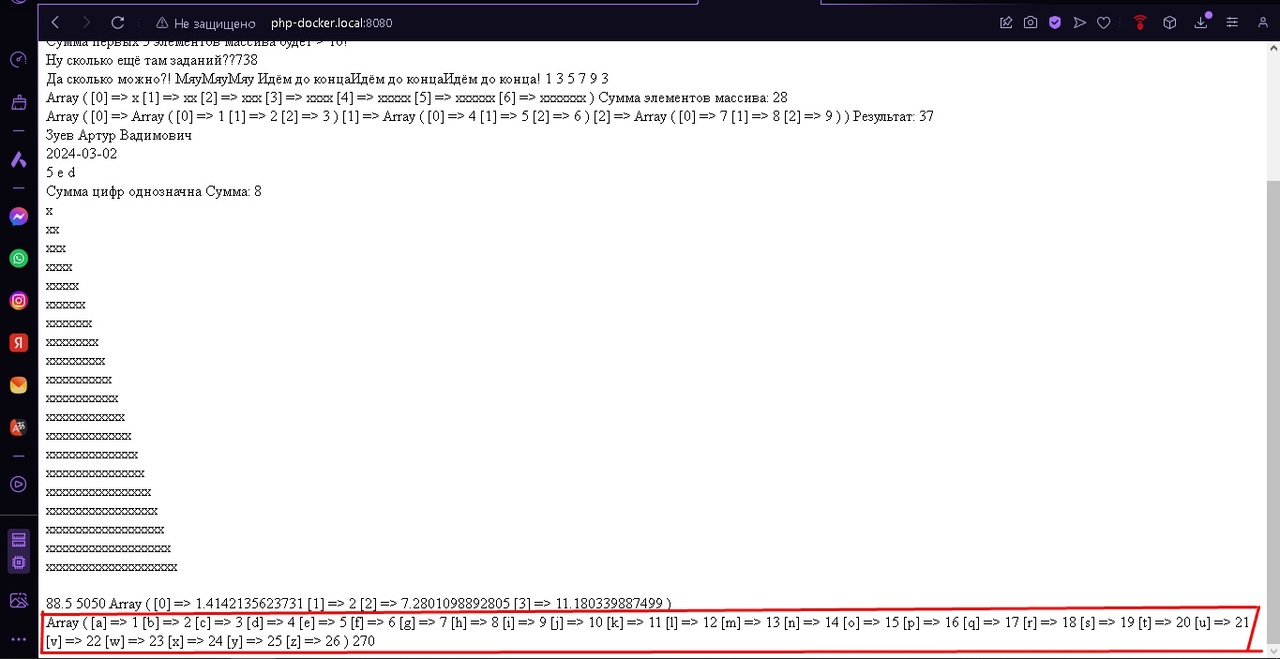 Не защищено php-docker.local:8080
Сумма первых 5 элементов массива будет > 10!
Ну сколько ещё там заданий??738
Да сколько можно?! МяуМяуМяу Идём до концаИдём до концаИдём до конца! 1 3 5 7 9 3
Array ( [0] => x [1] => xx [2] => xxx [3] => xxxx [4] => xxxxx [5] => xxxxxx [6] => xxxxxxx ) Сумма элементов массива: 28
Array ( [0] => Array ( [0] => 1 [1] => 2 [2] => 3 ) [1] => Array ( [0] => 4 [1] => 5 [2] => 6 ) [2] => Array ( [0] => 7 [1] => 8 [2] => 9 ) ) Результат: 37
Зуев Артур Вадимович
2024-03-02
5 e d
Сумма цифр однозначна Сумма: 8
x
xx
xxx
xxxx
xxxxx
xxxxxx
xxxxxxx
xxxxxxxx
xxxxxxxxx
xxxxxxxxxx
xxxxxxxxxxx
xxxxxxxxxxxx
xxxxxxxxxxxxx
xxxxxxxxxxxxxx
xxxxxxxxxxxxxxx
xxxxxxxxxxxxxxxx
xxxxxxxxxxxxxxxxx
xxxxxxxxxxxxxxxxxx
xxxxxxxxxxxxxxxxxxx
xxxxxxxxxxxxxxxxxxxx
88.5 5050 Array ( [0] => 1.4142135623731 [1] => 2 [2] => 7.2801098892805 [3] => 11.180339887499 )
Array ( [a] => 1 [b] => 2 [c] => 3 [d] => 4 [e] => 5 [f] => 6 [g] => 7 [h] => 8 [i] => 9 [j] => 10 [k] => 11 [l] => 12 [m] => 13 [n] => 14 [o] => 15 [p] => 16 [q] => 17 [r] => 18 [s] => 19 [t] => 20 [u] => 21
[v] => 22 [w] => 23 [x] => 24 [y] => 25 [z] => 26 ) 270